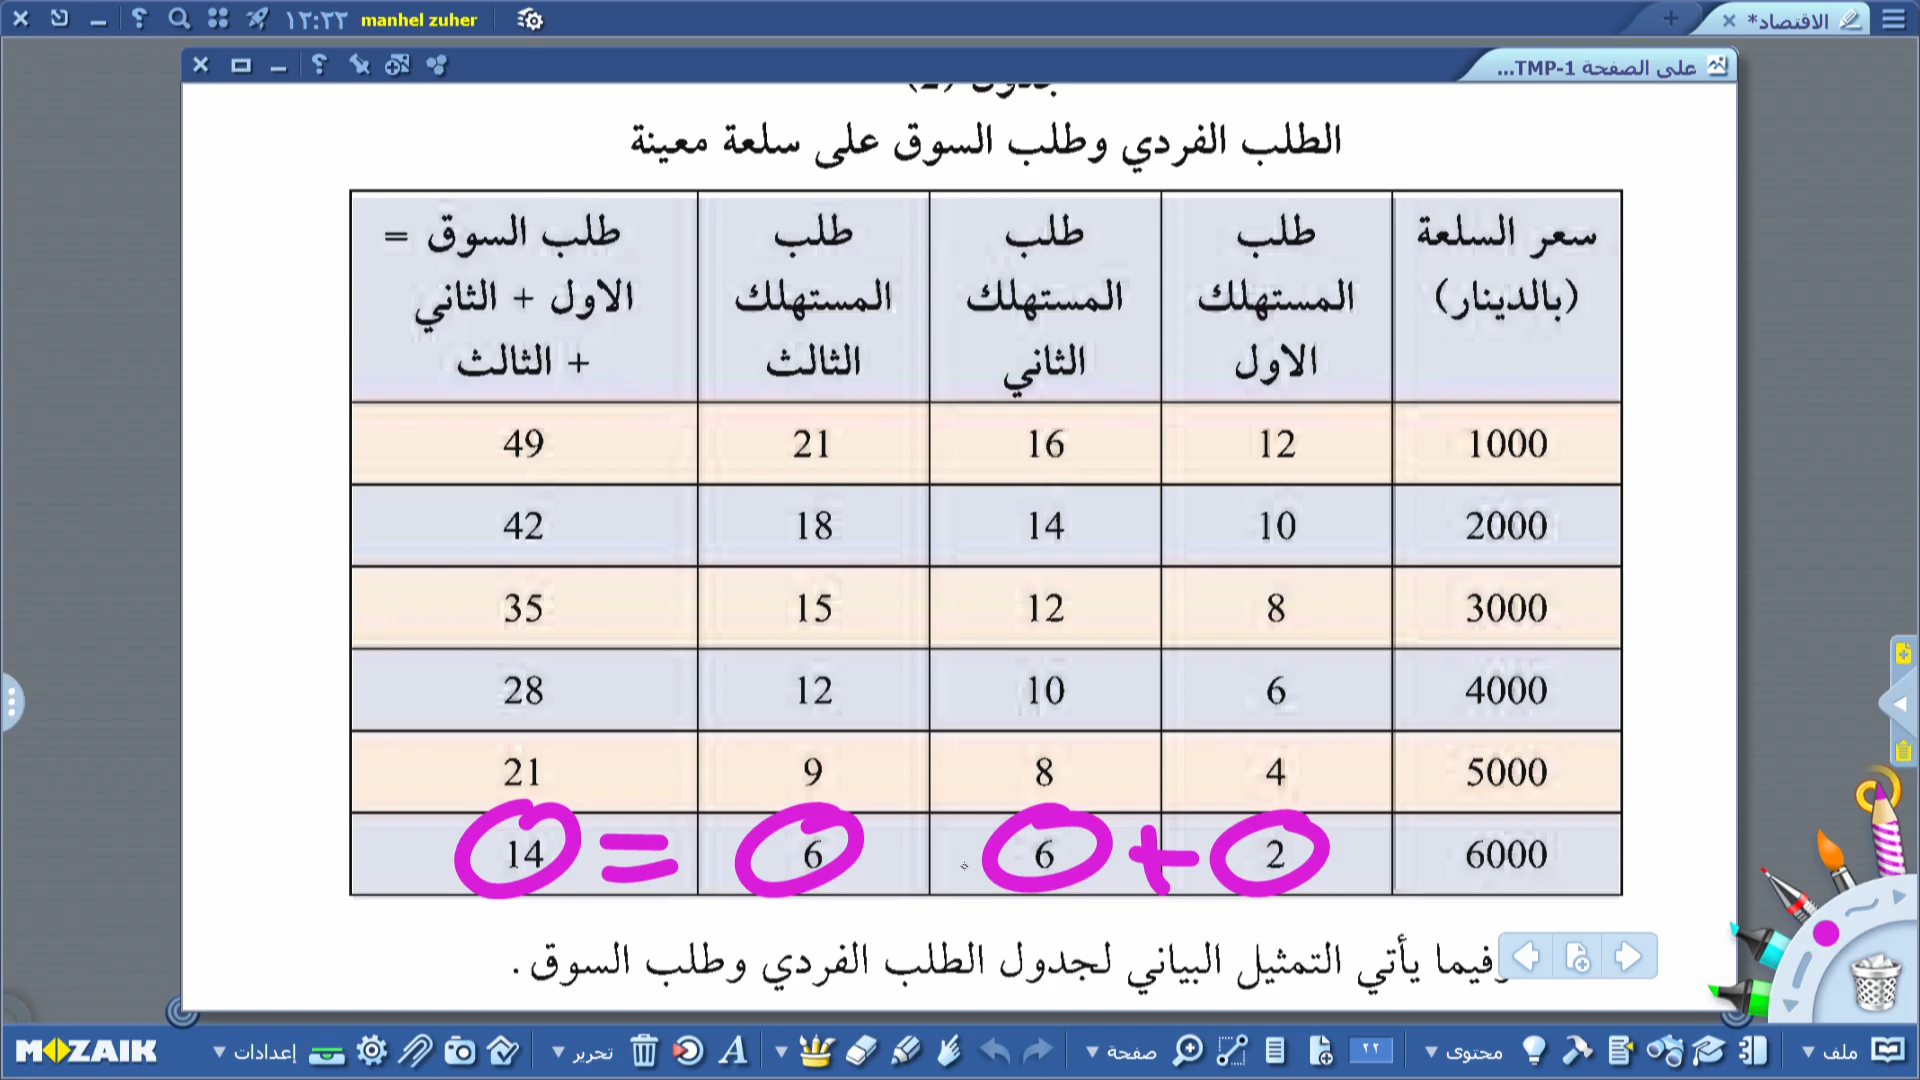 الاقتصاد*
manhel zuher
١٣:٢٢
على الصفحة TMP-1...
جدول (2)
الطلب الفردي وطلب السوق على سلعة معينة
سعر السلعة (بالدينار)
طلب المستهلك الاول
طلب المستهلك الثاني
طلب المستهلك الثالث
طلب السوق = الاول + الثاني + الثالث
1000 12 16 21 49
2000 10 14 18 42
3000 8 12 15 35
4000 6 10 12 28
5000 4 8 9 21
6000 2 + 6 6 = 14
وفيما يأتي التمثيل البياني لجدول الطلب الفردي وطلب السوق .
ملف
محتوى
٢٢
صفحة
تحرير
إعدادات
MOZAIK